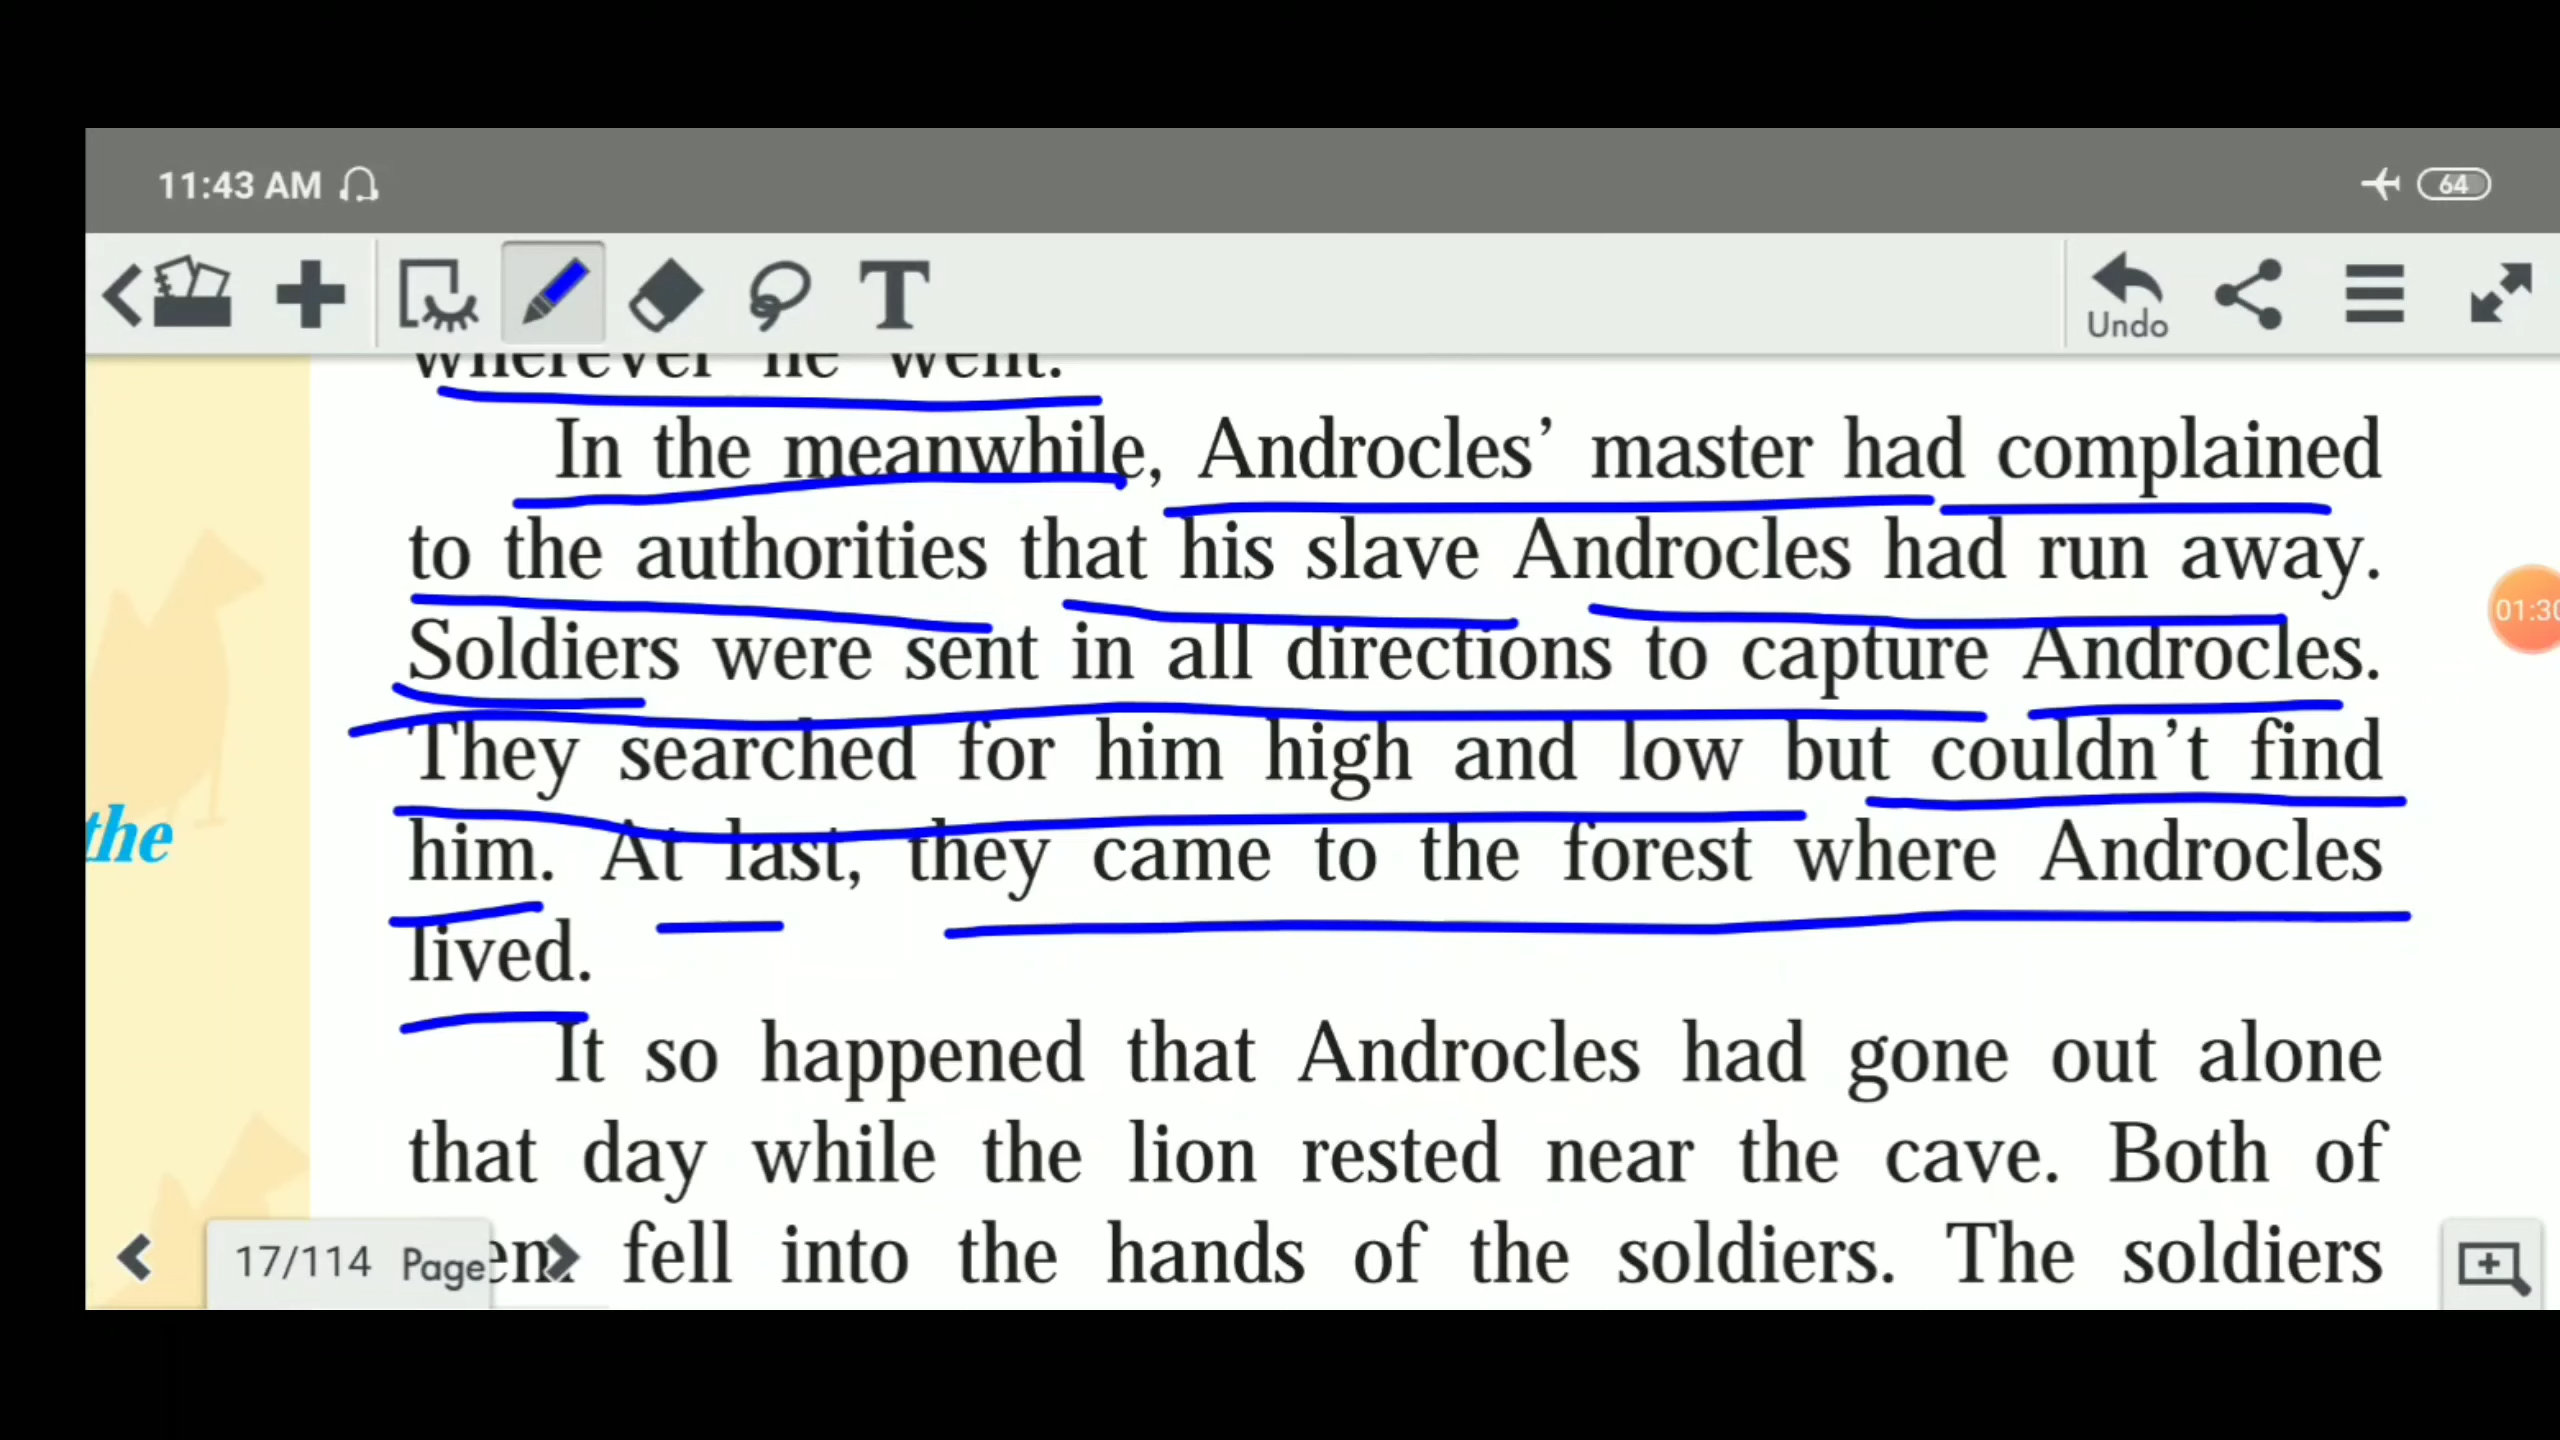 11:43 AM
64
Undo
wherever he went.
In the meanwhile, Androcles’ master had complained
to the authorities that his slave Androcles had run away.
Soldiers were sent in all directions to capture Androcles.
01:30
They searched for him high and low but couldn’t find
the
him. At last, they came to the forest where Androcles
lived.
It so happened that Androcles had gone out alone
that day while the lion rested near the cave. Both of
fell into the hands of the soldiers. The soldiers
17/114 Page